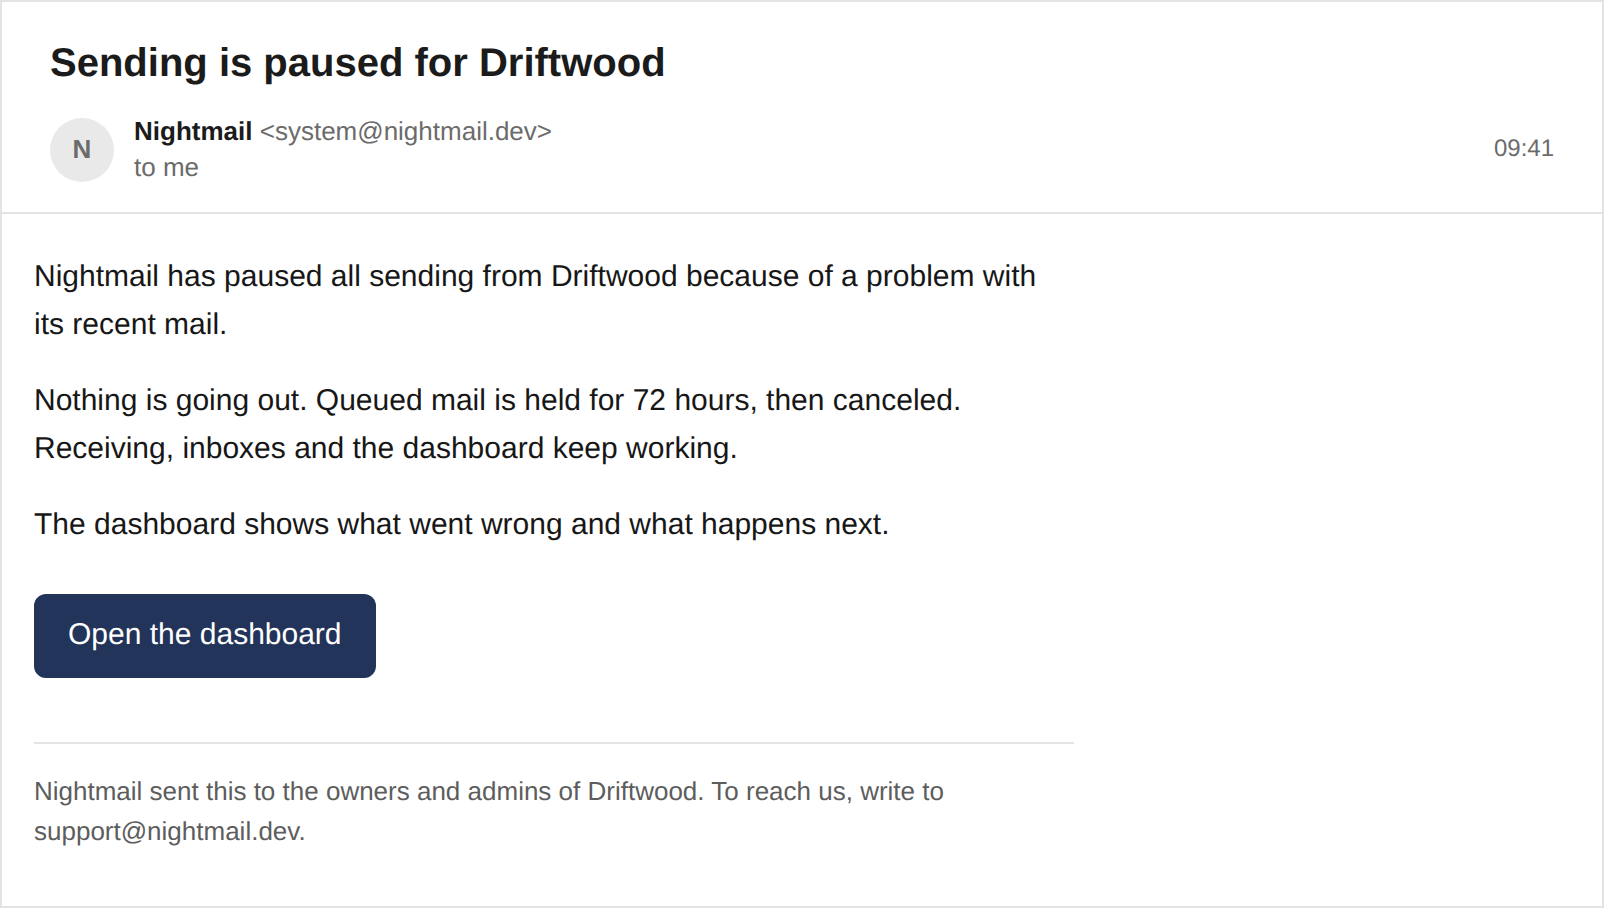 Sending is paused for Driftwood
N
Nightmail <system@nightmail.dev>
to me
09:41
Nightmail has paused all sending from Driftwood because of a problem with
its recent mail.
Nothing is going out. Queued mail is held for 72 hours, then canceled.
Receiving, inboxes and the dashboard keep working.
The dashboard shows what went wrong and what happens next.
Open the dashboard
Nightmail sent this to the owners and admins of Driftwood. To reach us, write to
support@nightmail.dev.